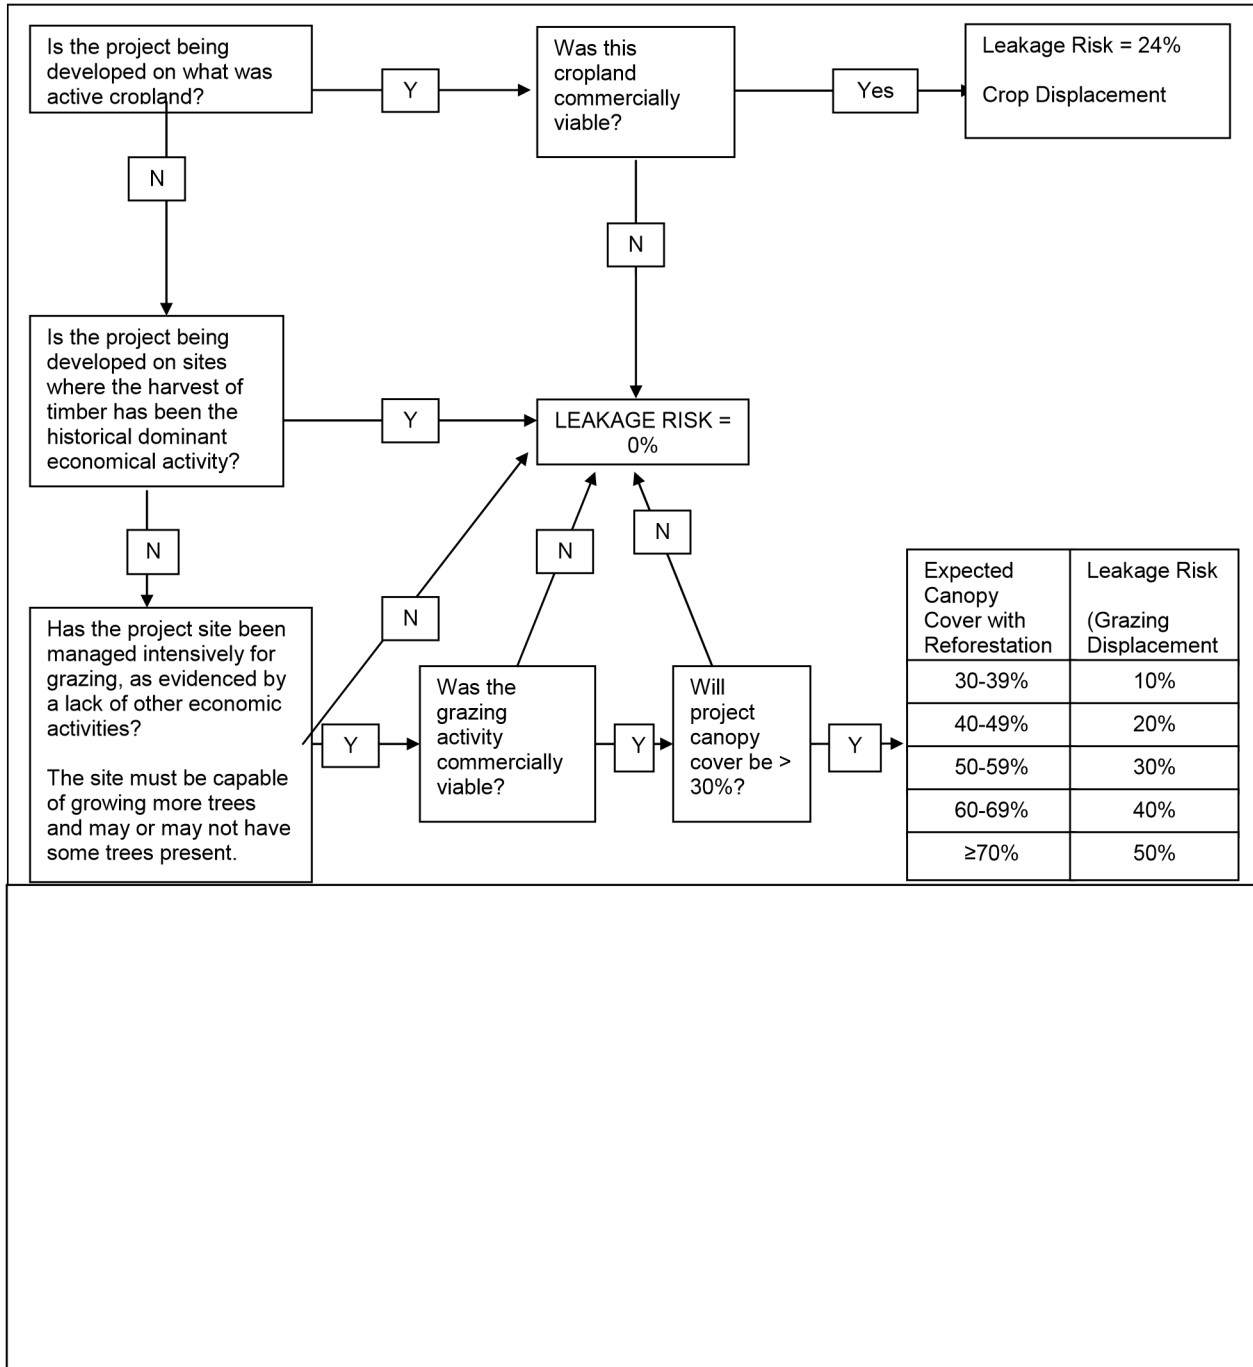 Is the project being
developed on what was
active cropland?
Y
Was this
cropland
commercially
viable?
Yes
Leakage Risk = 24%
Crop Displacement
N
N
Is the project being
developed on sites
where the harvest of
timber has been the
historical dominant
economical activity?
Y
LEAKAGE RISK =
0%
N
N
N
N
Has the project site been
managed intensively for
grazing, as evidenced by
a lack of other economic
activities?
The site must be capable
of growing more trees
and may or may not have
some trees present.
Y
Was the
grazing
activity
commercially
viable?
Y
Will
project
canopy
cover be >
30%?
Y
Expected
Canopy
Cover with
Reforestation
Leakage Risk
(Grazing
Displacement
30-39% 10%
40-49% 20%
50-59% 30%
60-69% 40%
≥70% 50%